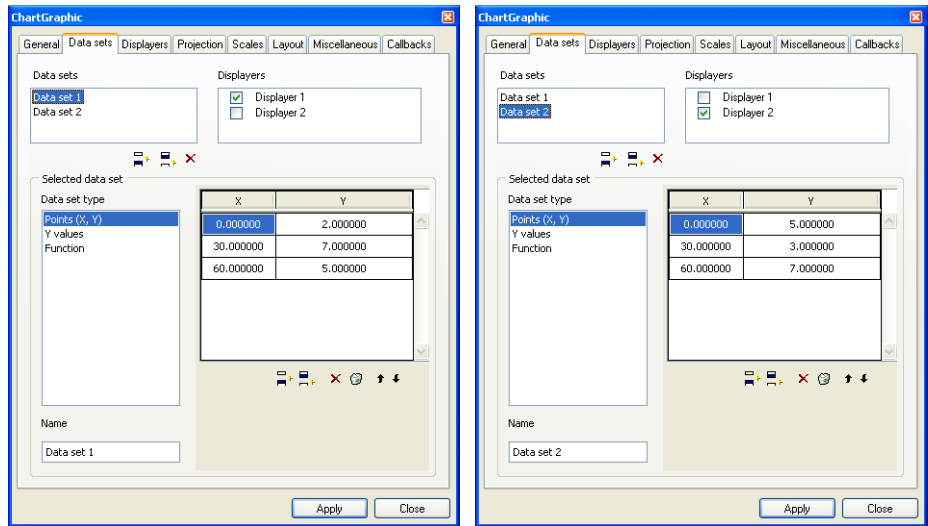 ChartGraphic
General Data sets Displayers Projection Scales Layout Miscellaneous Callbacks
Data sets
Data set 1
Data set 2
Displayers
Displayer 1
Displayer 2
Selected data set
Data set type
Points (X, Y)
Y values
Function
X Y
0.000000 2.000000
30.000000 7.000000
60.000000 5.000000
Name
Data set 1
Apply Close
ChartGraphic
General Data sets Displayers Projection Scales Layout Miscellaneous Callbacks
Data sets
Data set 1
Data set 2
Displayers
Displayer 1
Displayer 2
Selected data set
Data set type
Points (X, Y)
Y values
Function
X Y
0.000000 5.000000
30.000000 3.000000
60.000000 7.000000
Name
Data set 2
Apply Close